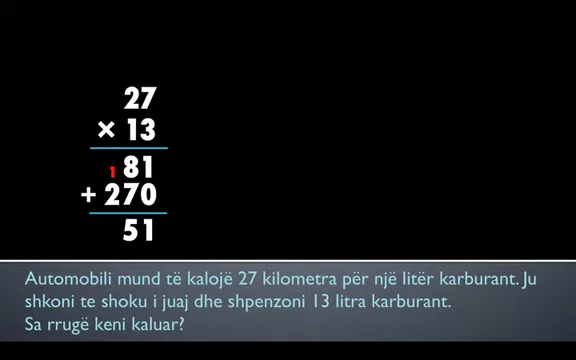 27
× 13
1 81
+ 270
51
Automobili mund të kalojë 27 kilometra për një litër karburant. Ju
shkoni te shoku i juaj dhe shpenzoni 13 litra karburant.
Sa rrugë keni kaluar?